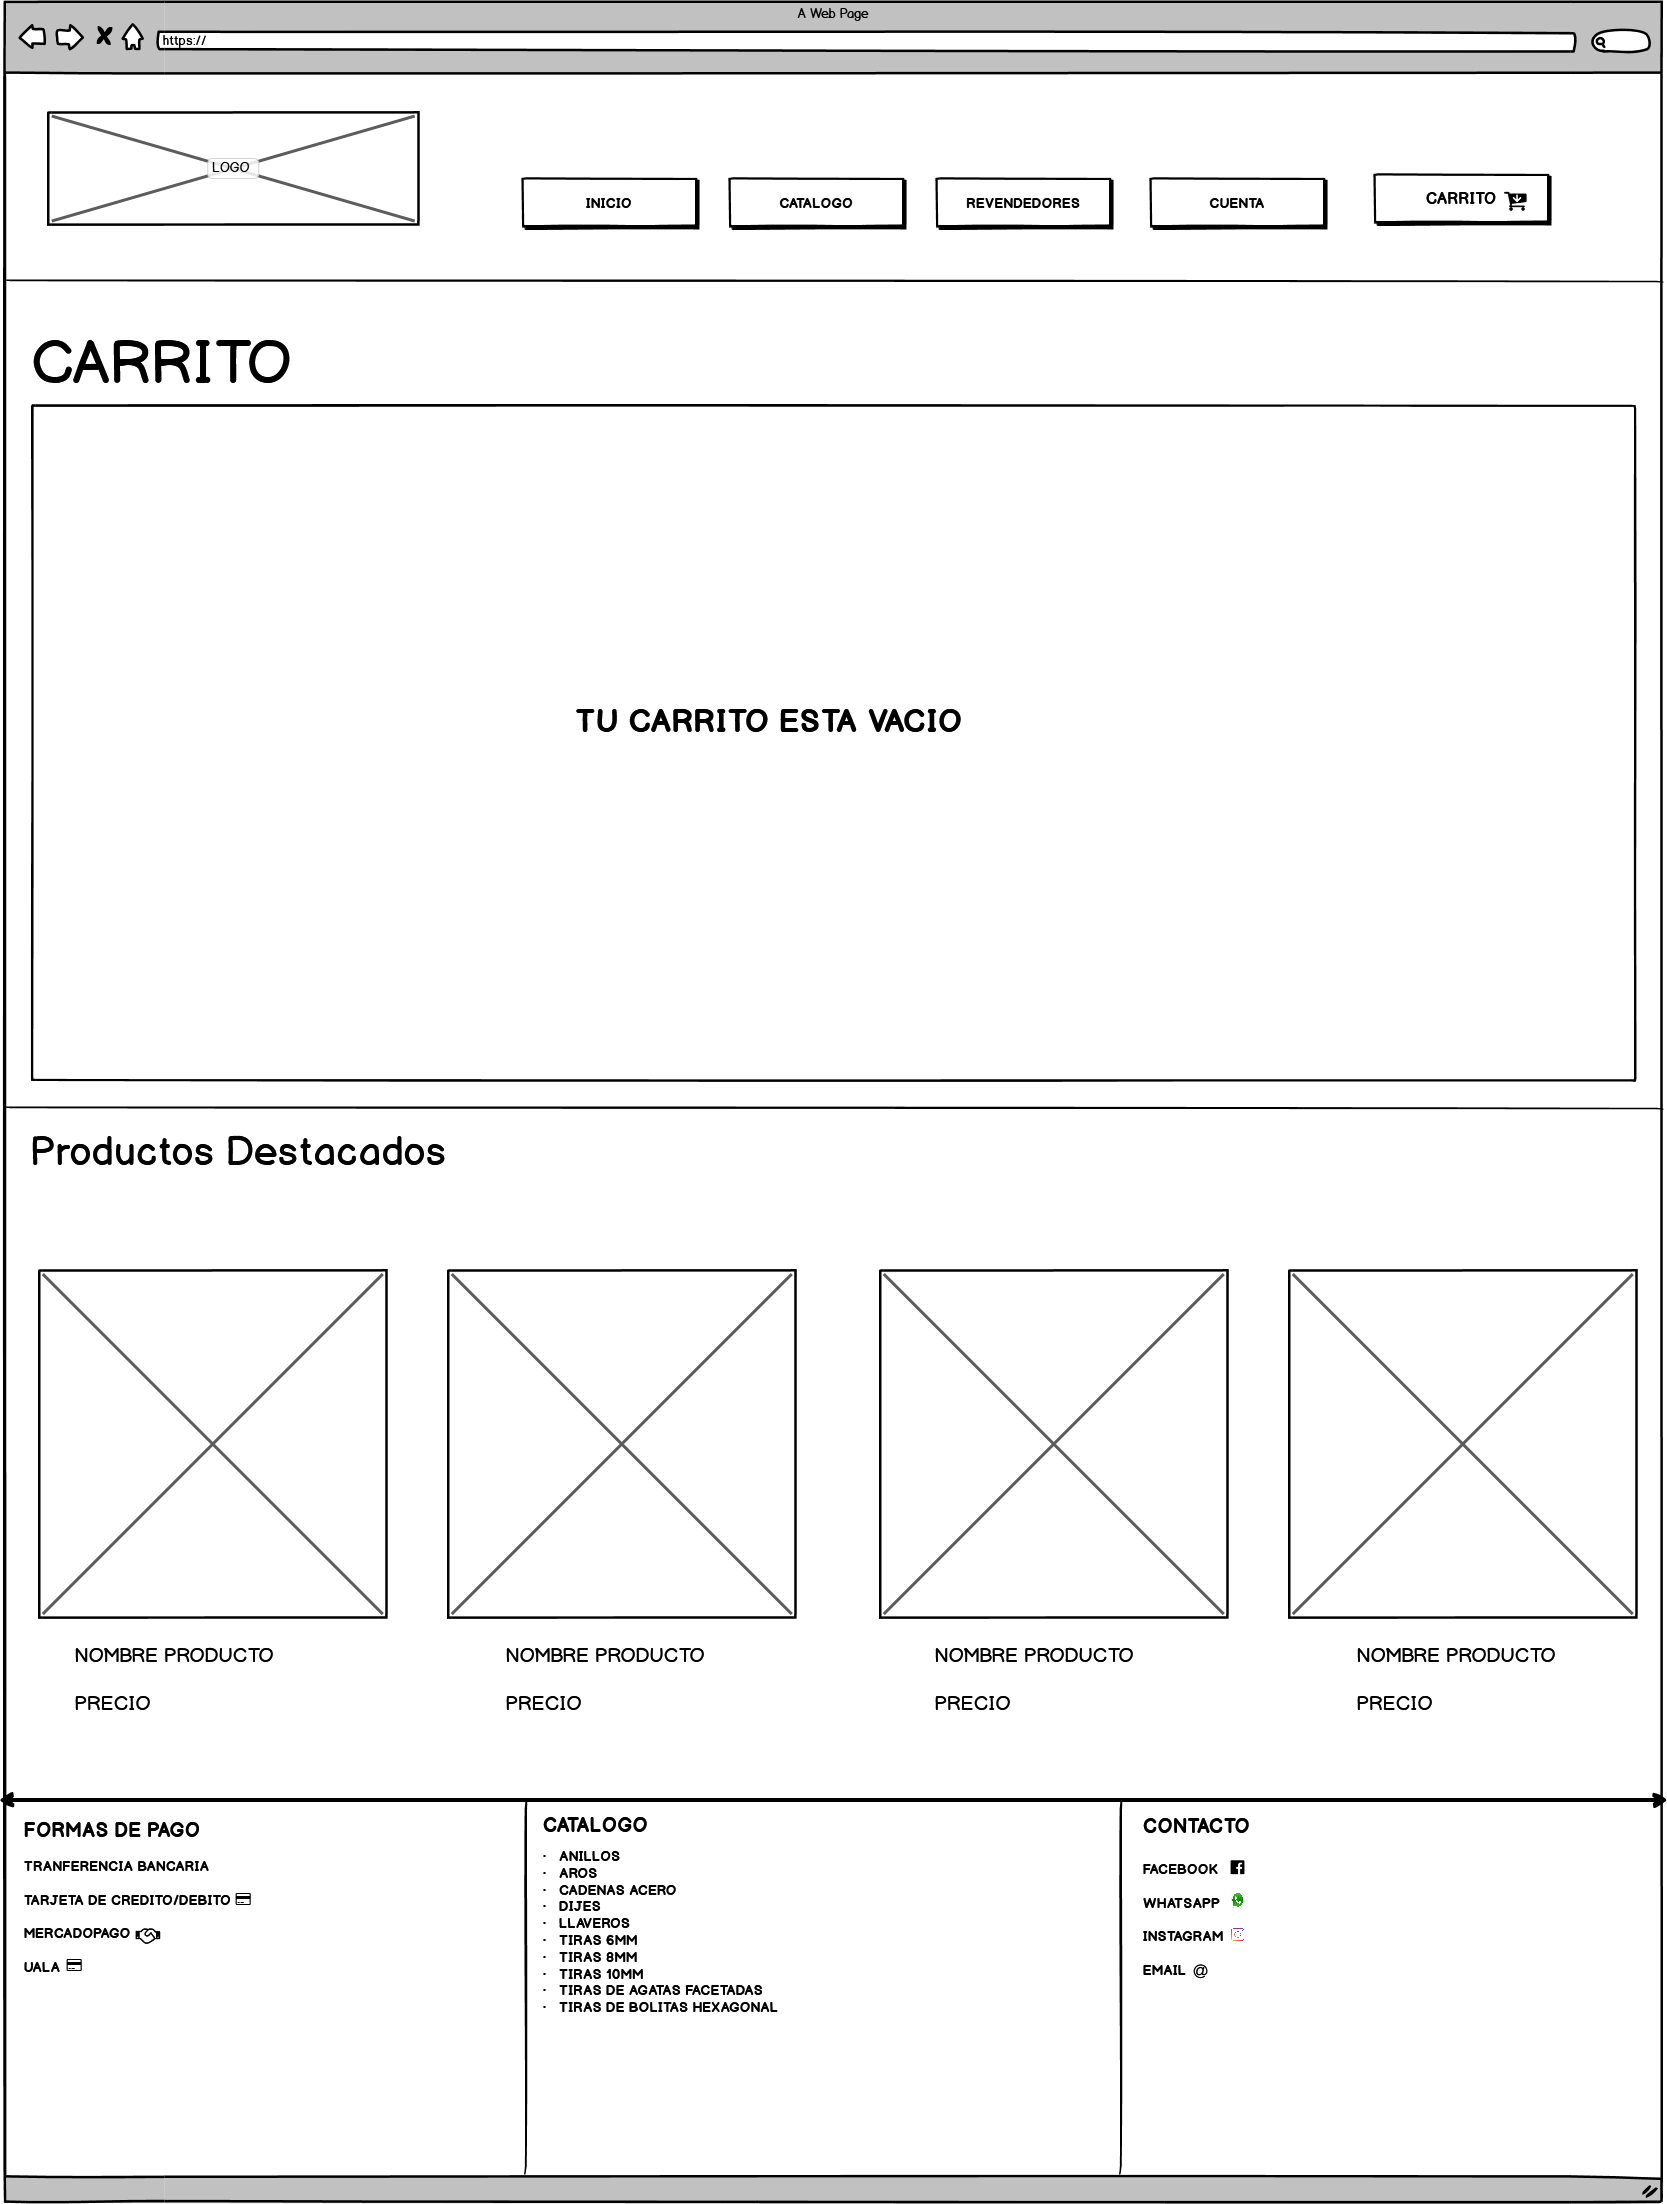 A Web Page
https://
LOGO
INICIO
CATALOGO
REVENDEDORES
CUENTA
CARRITO
CARRITO
TU CARRITO ESTA VACIO
Productos Destacados
NOMBRE PRODUCTO
PRECIO
NOMBRE PRODUCTO
PRECIO
NOMBRE PRODUCTO
PRECIO
NOMBRE PRODUCTO
PRECIO
FORMAS DE PAGO
TRANFERENCIA BANCARIA
TARJETA DE CREDITO/DEBITO
MERCADOPAGO
UALA
CATALOGO
· ANILLOS
· AROS
· CADENAS ACERO
· DIJES
· LLAVEROS
· TIRAS 6MM
· TIRAS 8MM
· TIRAS 10MM
· TIRAS DE AGATAS FACETADAS
· TIRAS DE BOLITAS HEXAGONAL
CONTACTO
FACEBOOK
WHATSAPP
INSTAGRAM
EMAIL @